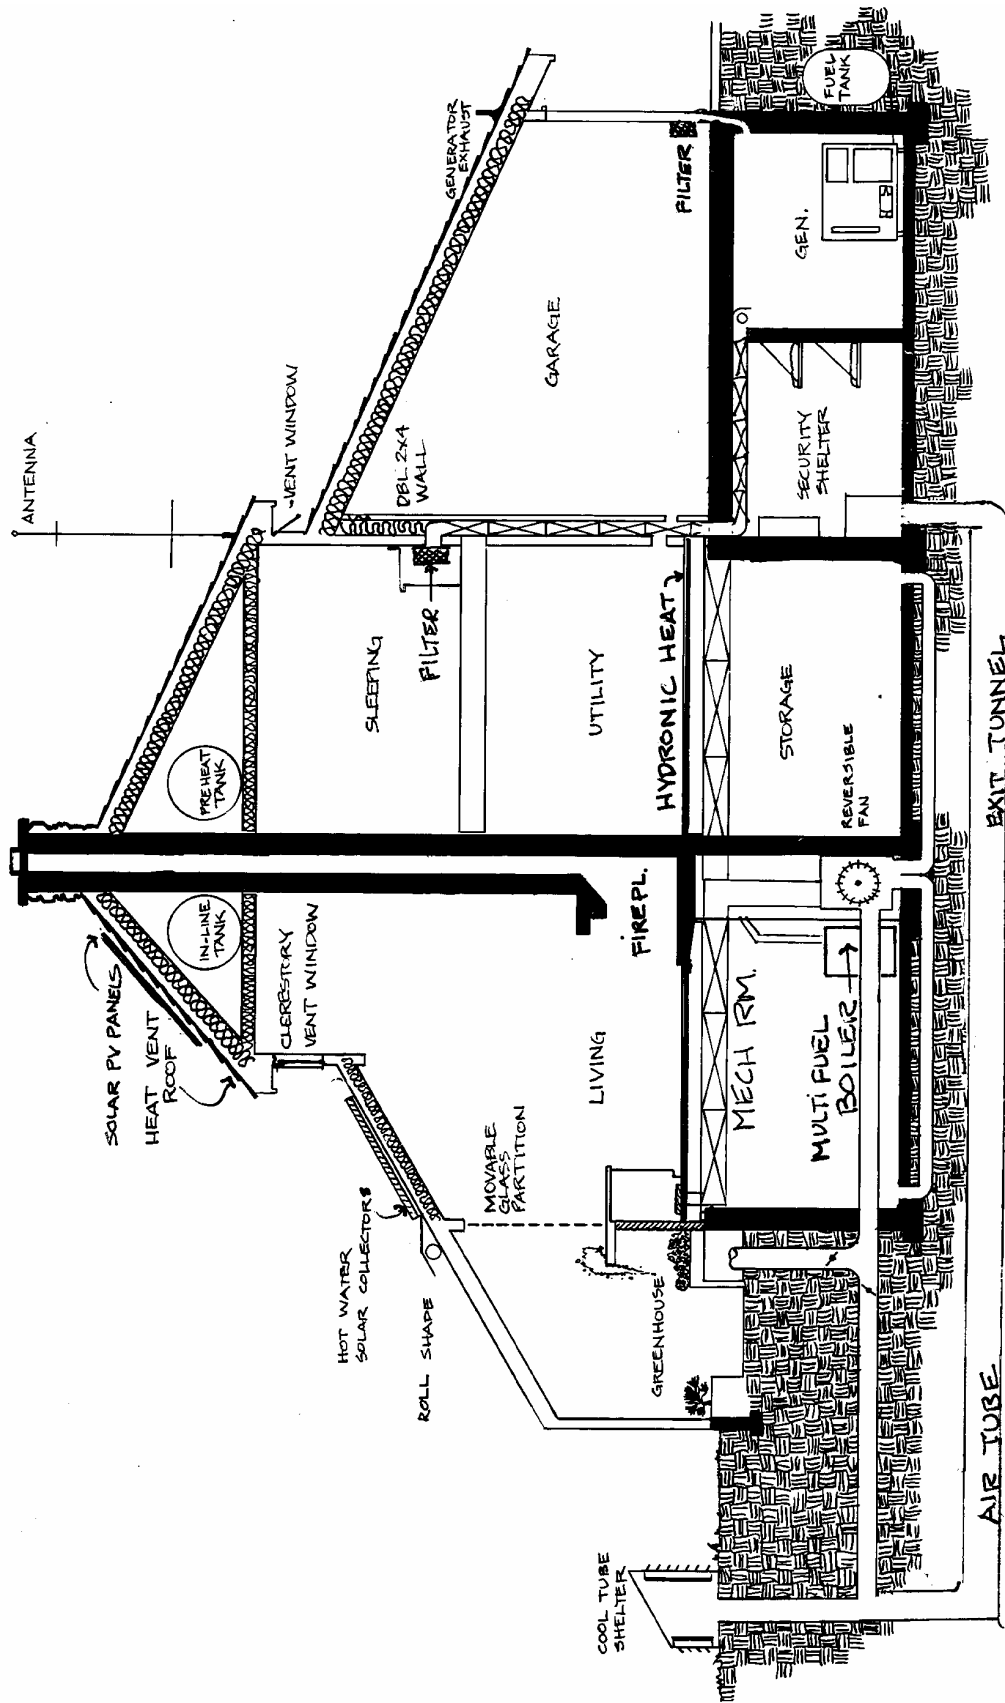 ANTENNA
VENT WINDOW
GENERATOR
EXHAUST
SOLAR PV PANELS
HEAT VENT
ROOF
IN-LINE
TANK
PREHEAT
TANK
CLERESTORY
VENT WINDOW
HOT WATER
SOLAR COLLECTORS
ROLL SHAPE
MOVABLE
GLASS
PARTITION
SLEEPING
FILTER
DBL. 2x4
WALL
GARAGE
FILTER
LIVING
FIREPL.
UTILITY
HYDRONIC HEAT
GREENHOUSE
COOL TUBE
SHELTER
MECH RM.
MULTI FUEL
BOILER
STORAGE
REVERSIBLE
FAN
SECURITY
SHELTER
GEN.
FUEL
TANK
AIR TUBE
EXIT TUNNEL